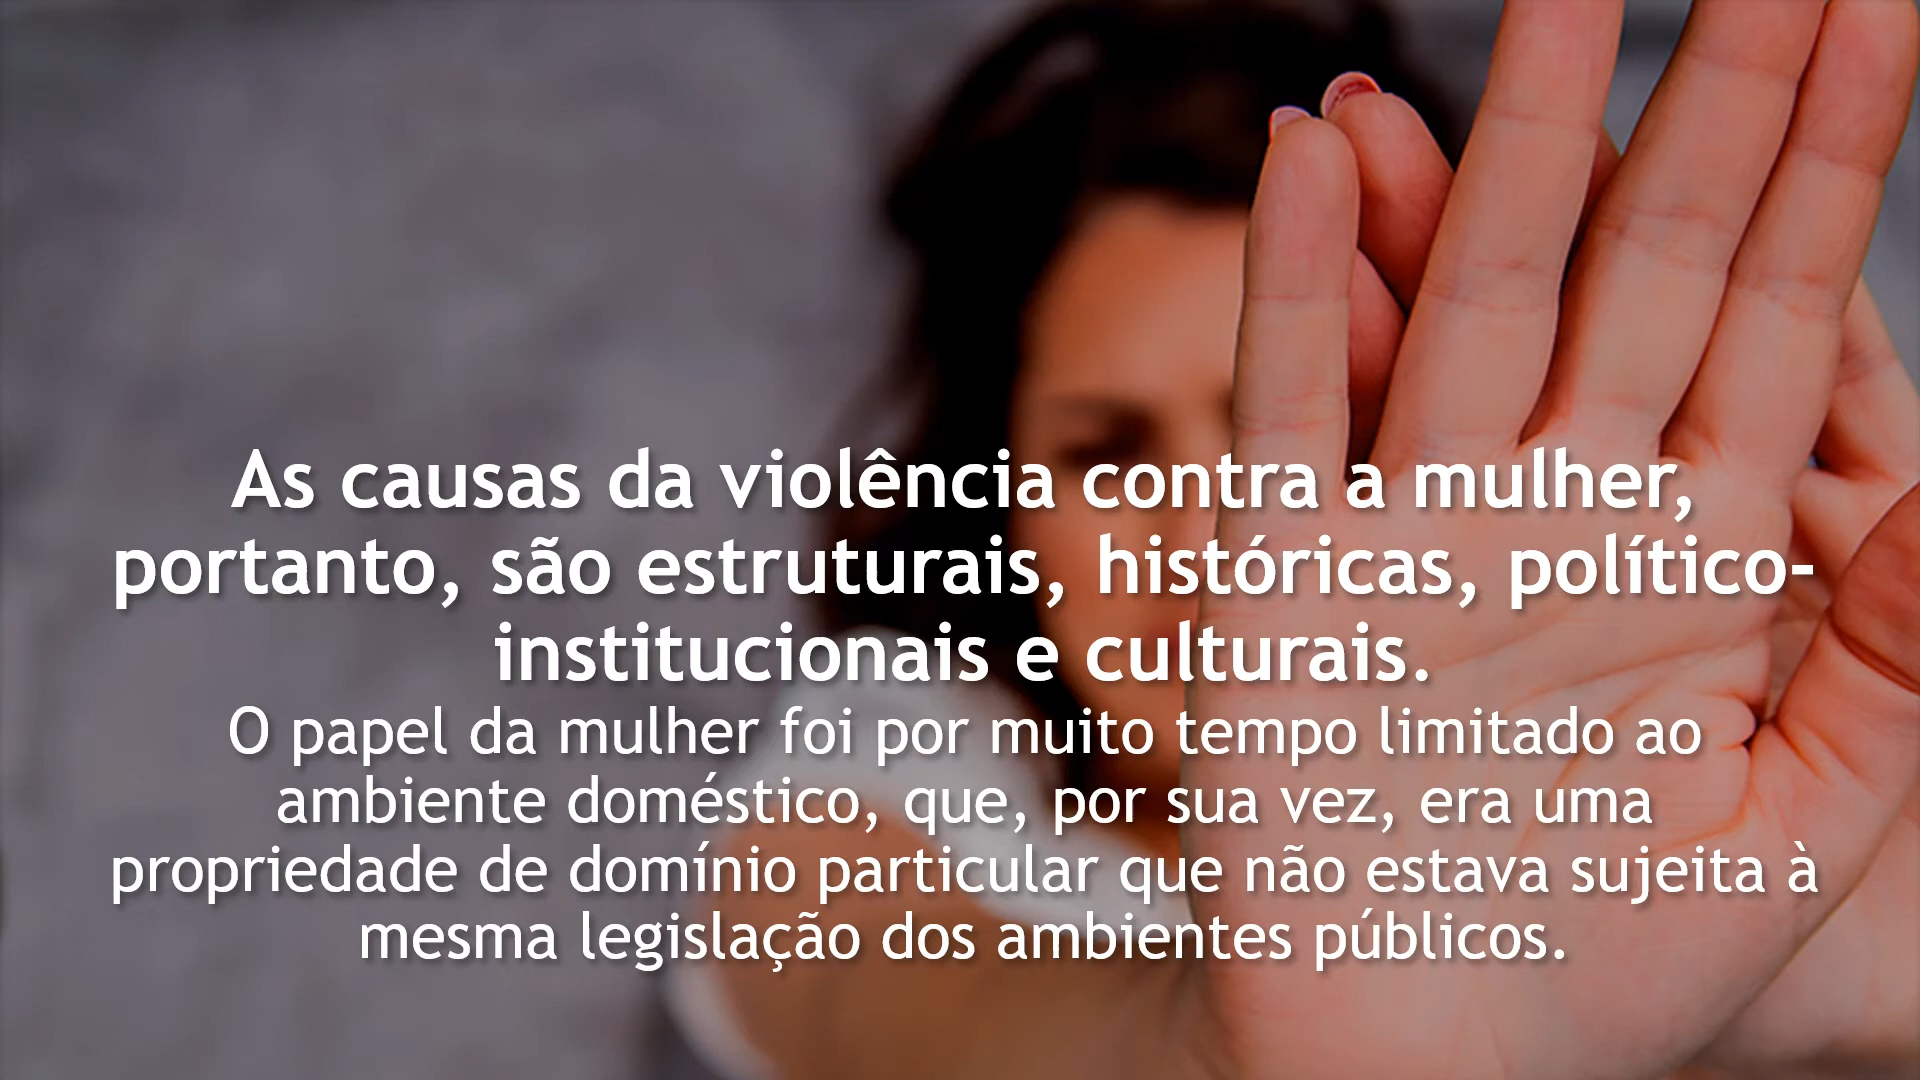 As causas da violência contra a mulher,
portanto, são estruturais, históricas, político-
institucionais e culturais.
O papel da mulher foi por muito tempo limitado ao
ambiente doméstico, que, por sua vez, era uma
propriedade de domínio particular que não estava sujeita à
mesma legislação dos ambientes públicos.